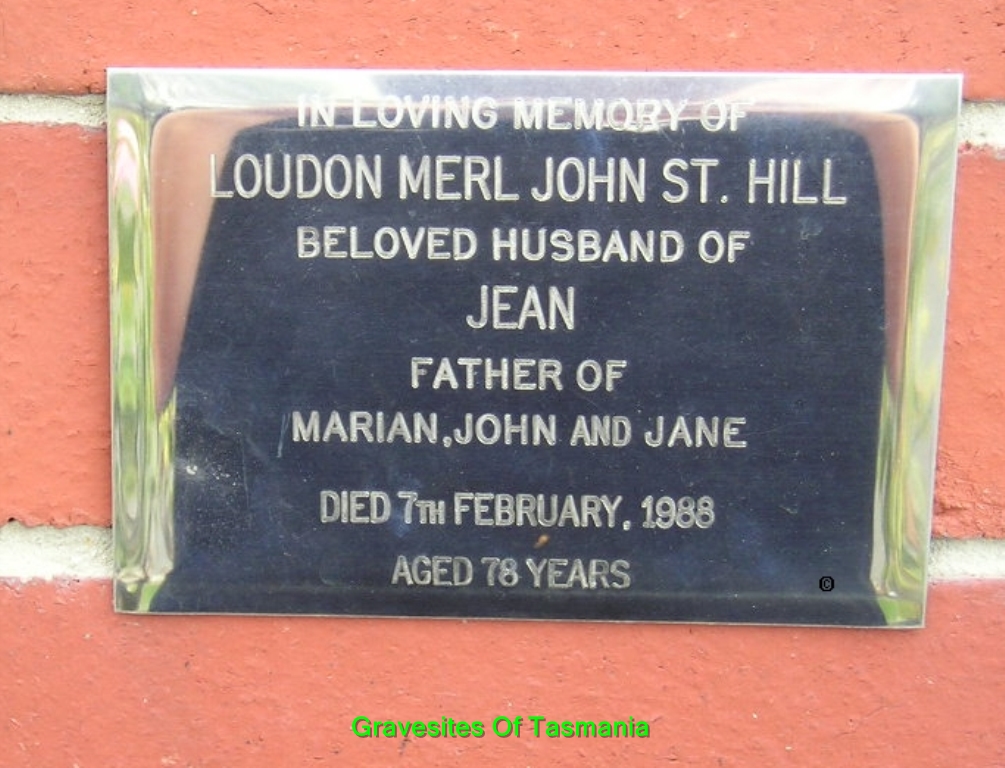 IN LOVING MEMORY OF
LOUDON MERL JOHN ST. HILL
BELOVED HUSBAND OF
JEAN
FATHER OF
MARIAN, JOHN AND JANE
DIED 7TH FEBRUARY, 1988
AGED 78 YEARS
©
Gravesites Of Tasmania